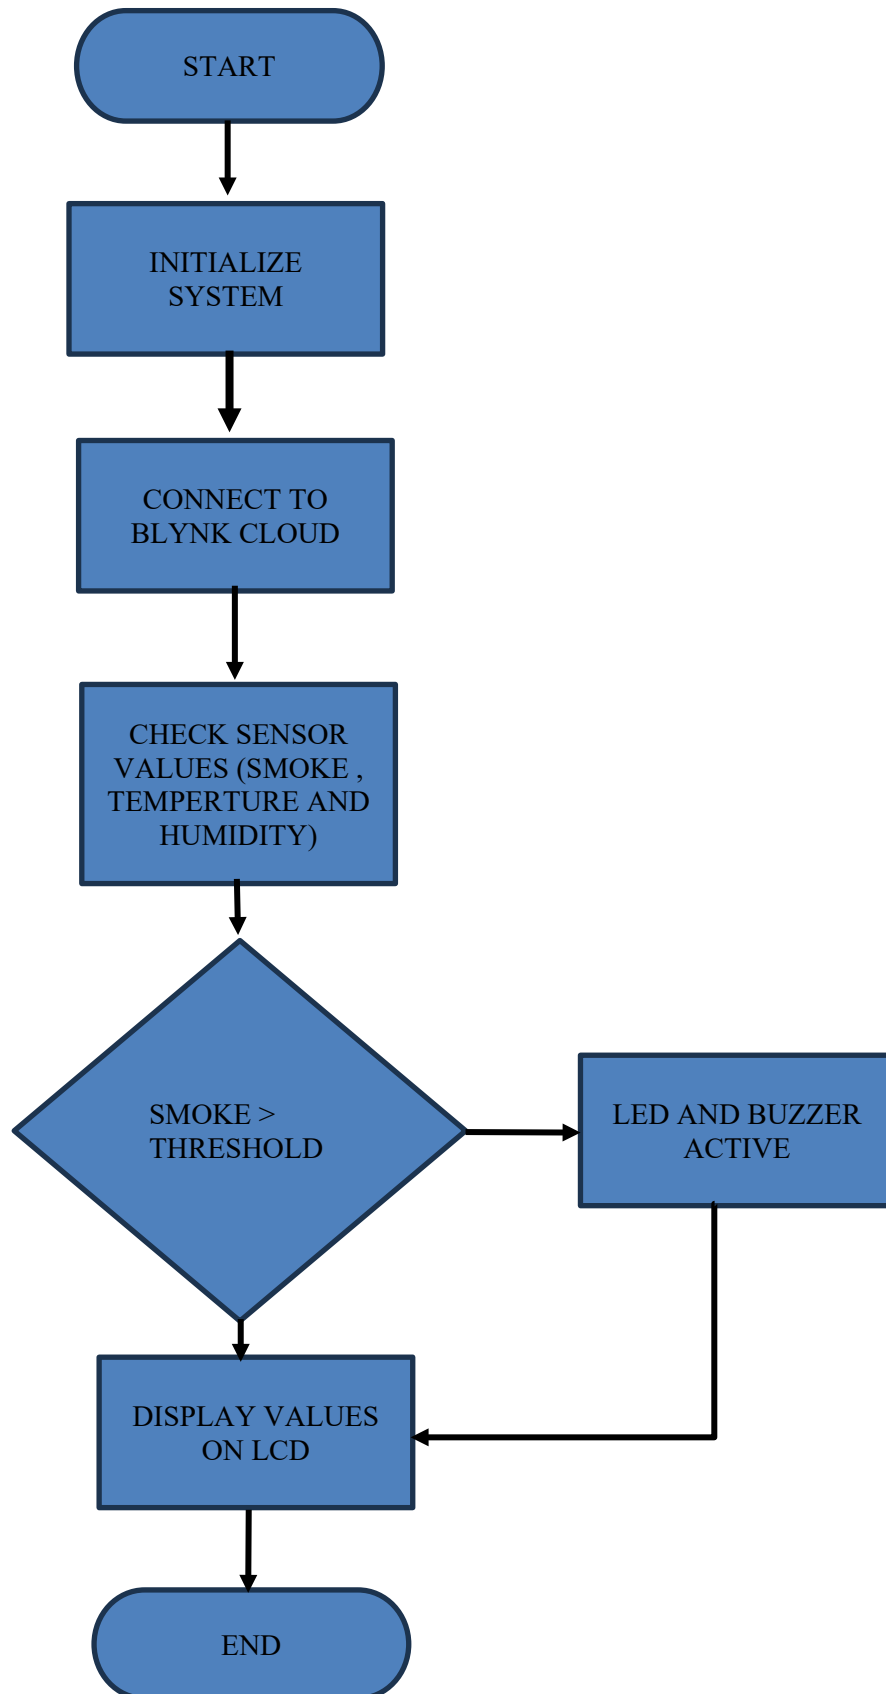 START
INITIALIZE
SYSTEM
CONNECT TO
BLYNK CLOUD
CHECK SENSOR
VALUES (SMOKE ,
TEMPERTURE AND
HUMIDITY)
SMOKE >
THRESHOLD
LED AND BUZZER
ACTIVE
DISPLAY VALUES
ON LCD
END